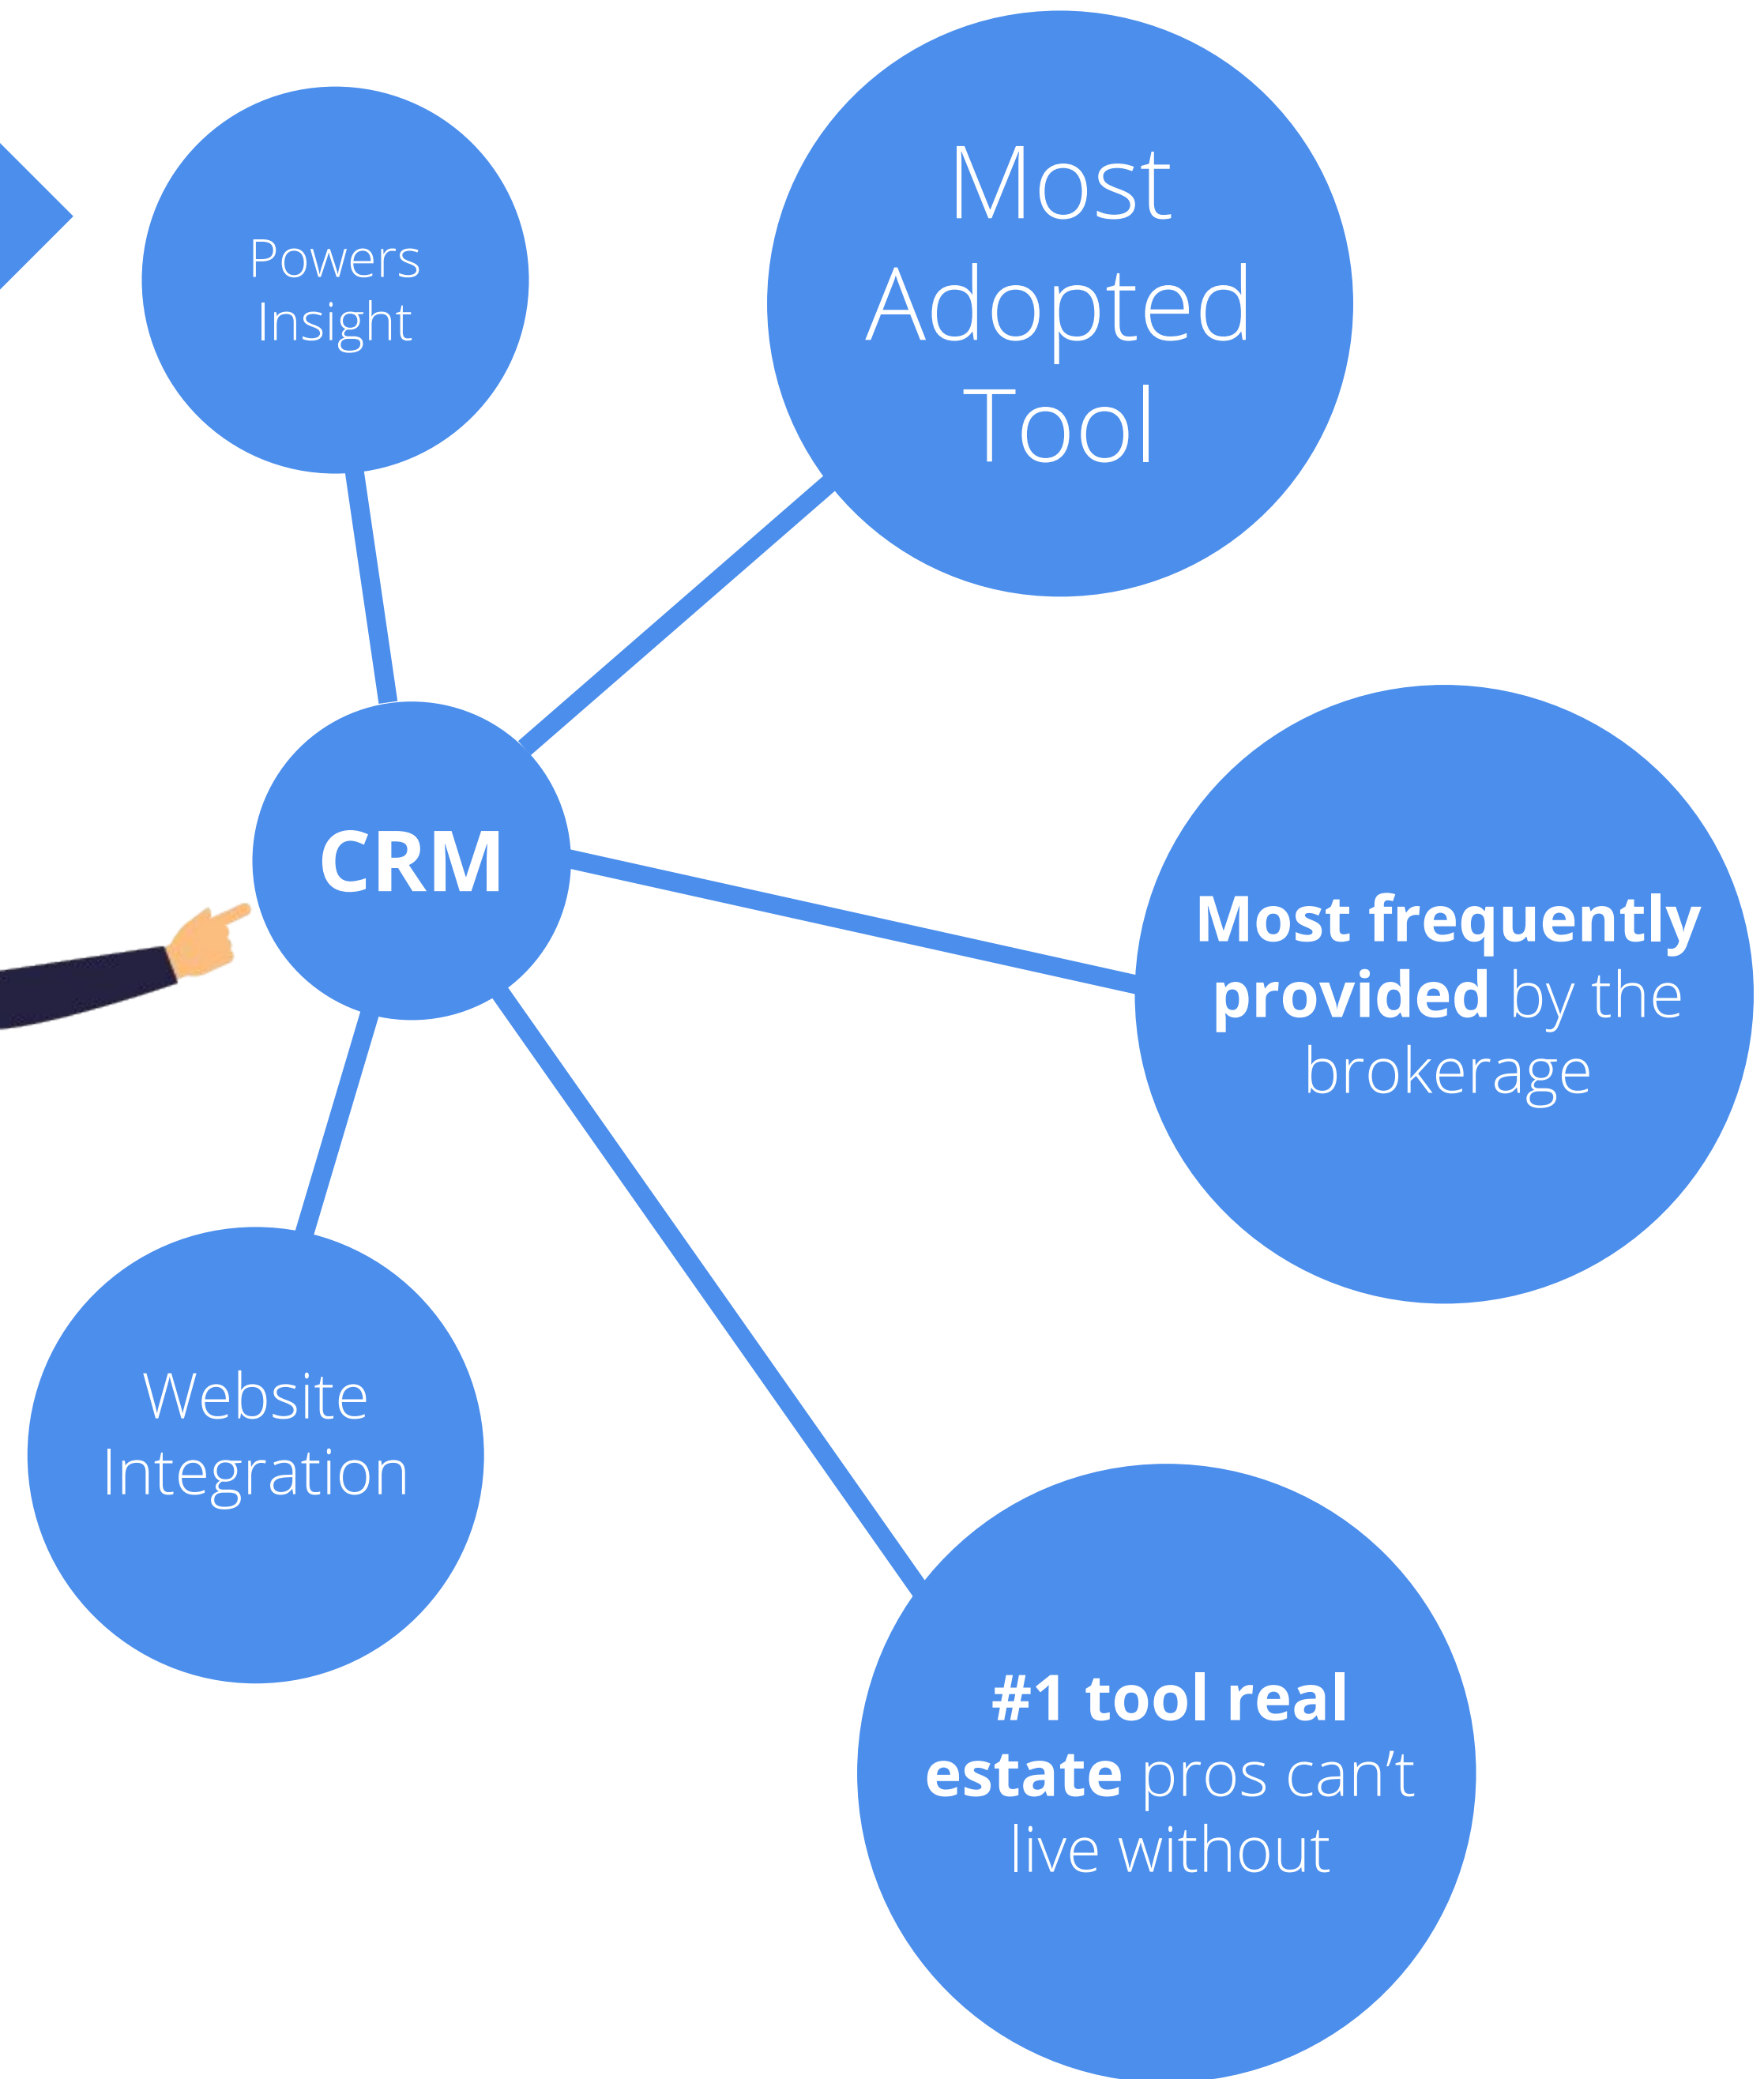 Powers
Insight
Most
Adopted
Tool
CRM
Most frequently
provided by the
brokerage
Website
Integration
#1 tool real
estate pros can’t
live without